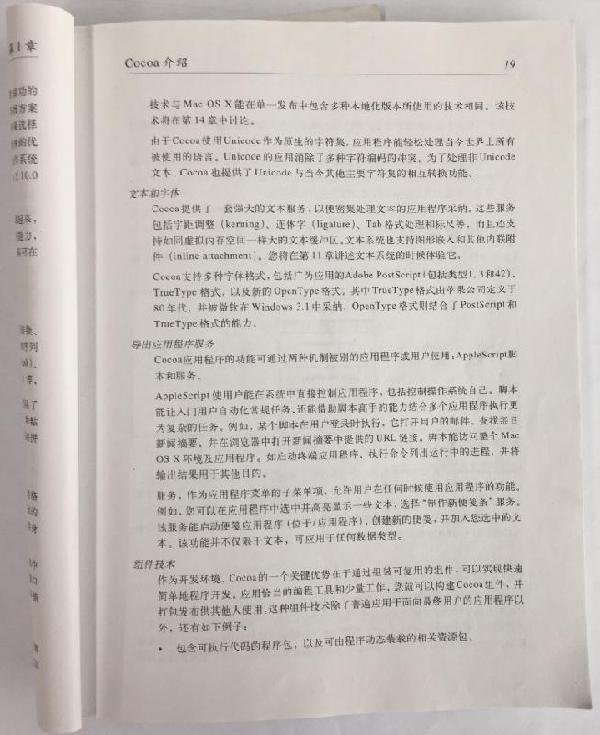 Cocoa 介绍 19
技术与 Mac OS X 能在单一发布中包含多种本地化版本所使用的技术相同。该技
术将在第 14 章中讨论。
由于 Cocoa 使用 Unicode 作为原生的字符集，应用程序能轻松处理当今世界上所有
被使用的语言。Unicode 的应用消除了多种字符编码的冲突。为了处理非 Unicode
文本，Cocoa 也提供了 Unicode 与当今其他主要字符集的相互转换功能。
文本和字体
Cocoa 提供了一套强大的文本服务，以便密集处理文本的应用程序采纳。这些服务
包括字距调整（kerning）、连体字（ligature）、Tab 格式处理和标尺等，而且还支
持如同虚拟内存空间一样大的文本缓冲区。文本系统也支持图形嵌入和其他内联附
件（inline attachment）。您将在第 11 章讲述文本系统的时候体验它。
Cocoa 支持多种字体格式，包括广为应用的 Adobe PostScript（包括类型1、3 和42）、
TrueType 格式，以及新的 OpenType 格式。其中 TrueType 格式由苹果公司定义于
80 年代，并被微软在 Windows 3.1 中采纳。OpenType 格式则结合了 PostScript 和
TrueType 格式的能力。
导出应用程序服务
Cocoa 应用程序的功能可通过两种机制被别的应用程序或用户使用：AppleScript 脚
本和服务。
AppleScript 使用户能在系统中直接控制应用程序，包括控制操作系统自己。脚本
能让入门用户自动化常规任务，还能借助脚本高手的能力结合多个应用程序执行更
为复杂的任务。例如，某个脚本在用户登录时执行，它打开用户的邮件、查找当日
新闻摘要，并在浏览器中打开新闻摘要中提供的 URL 链接。脚本能访问整个 Mac
OS X 环境及应用程序。如启动终端应用程序、执行命令列出运行中的进程，并将
输出结果用于其他目的。
服务，作为应用程序菜单的子菜单项，允许用户在任何时候使用应用程序的功能。
例如，您可以在应用程序中选中并高亮显示一些文本，选择“制作新便笺条”服务。
该服务能启动便笺应用程序（位于/应用程序），创建新的便笺，并加入您选中的文
本。该功能并不仅限于文本，可应用于任何数据类型。
组件技术
作为开发环境，Cocoa 的一个关键优势在于通过组装可复用的组件，可以实现快速
简单地程序开发。应用恰当的编程工具和少量工作，您就可以构建 Cocoa 组件，并
打包发布供其他人使用。这种组件技术除了普遍应用于面向最终用户的应用程序以
外，还有如下例子：
• 包含可执行代码的程序包，以及可由程序动态装载的相关资源包。